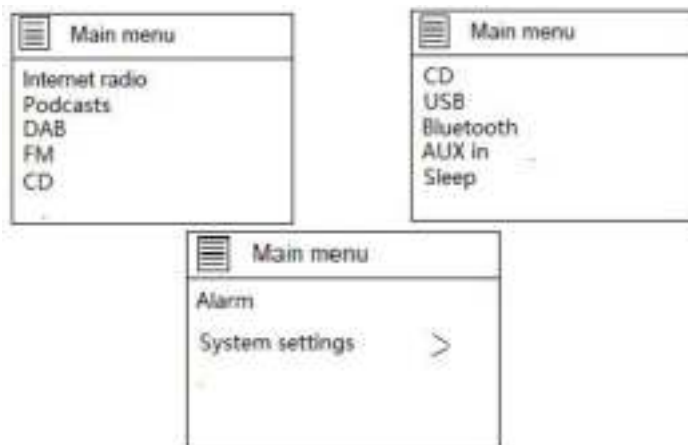 Main menu
Internet radio
Podcasts
DAB
FM
CD
Main menu
CD
USB
Bluetooth
AUX in
Sleep
Main menu
Alarm
System settings >